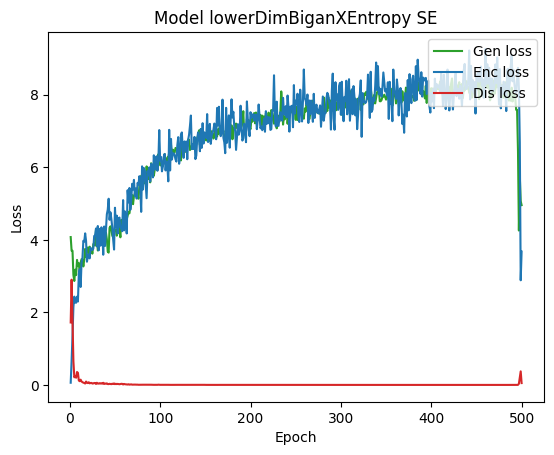 Model lowerDimBiganXEntropy SE
Gen loss
Enc loss
Dis loss
Loss
8
6
4
2
0
0 100 200 300 400 500
Epoch